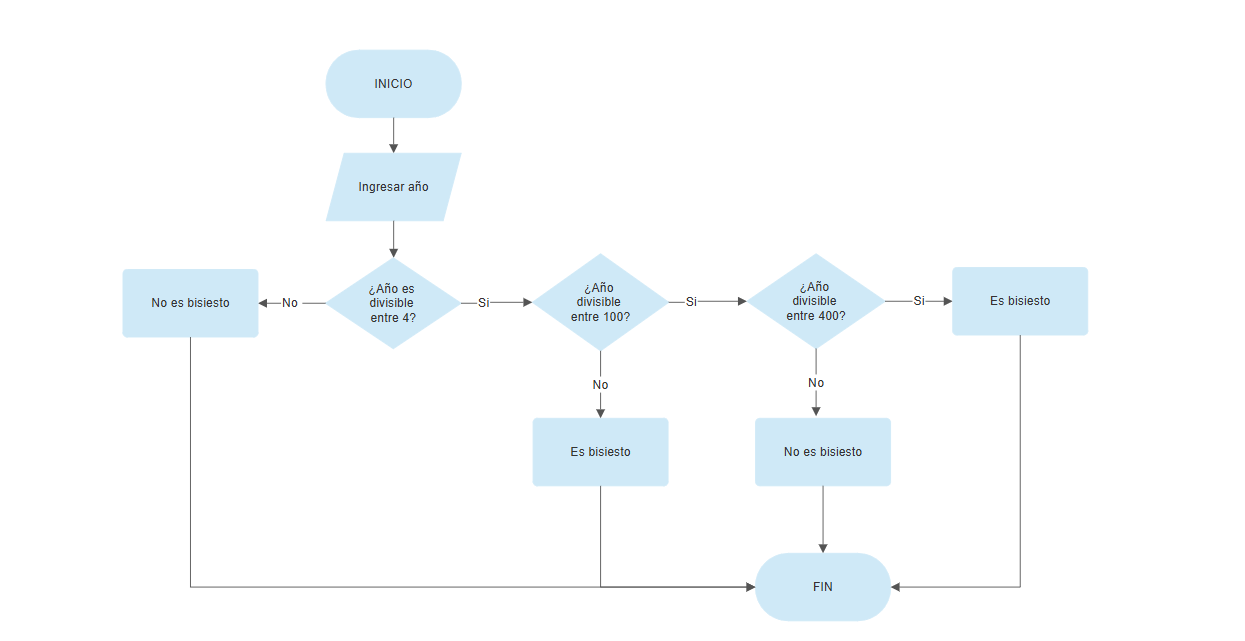 INICIO
Ingresar año
No es bisiesto
No
¿Año es
divisible
entre 4?
Si
¿Año
divisible
entre 100?
Si
¿Año
divisible
entre 400?
Si
Es bisiesto
No
No
Es bisiesto
No es bisiesto
FIN